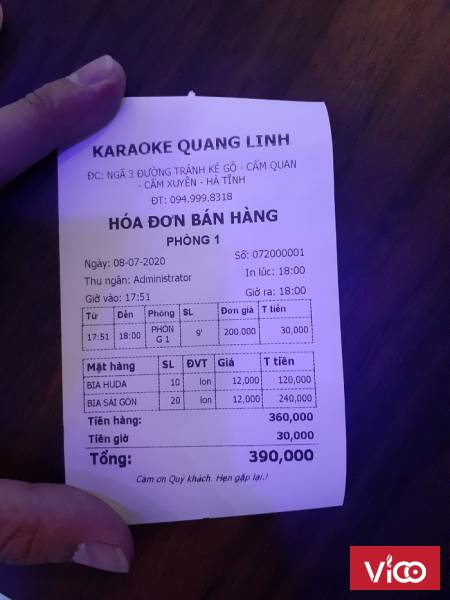 KARAOKE QUANG LINH
ĐC: NGÃ 3 ĐƯỜNG TRÁNH KẺ GỖ - CẨM QUAN
- CẨM XUYÊN - HÀ TĨNH
ĐT: 094.999.8318
HÓA ĐƠN BÁN HÀNG
PHÒNG 1
Ngày: 08-07-2020 Số: 072000001
Thu ngân: Administrator In lúc: 18:00
Giờ vào: 17:51 Giờ ra: 18:00
Từ Đến Phòng SL Đơn giá T tiền
17:51 18:00 PHÒN 9' 200,000 30,000
G 1
Mặt hàng SL ĐVT Giá T tiền
BIA HUDA 10 lon 12,000 120,000
BIA SÀI GÒN 20 lon 12,000 240,000
Tiền hàng: 360,000
Tiền giờ 30,000
Tổng: 390,000
Cảm ơn Quý khách. Hẹn gặp lại.!
ViCO